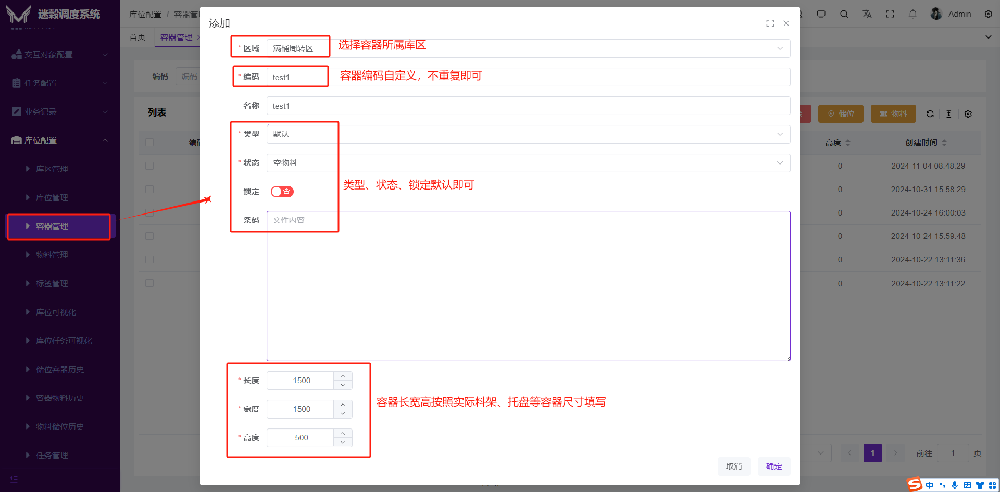 迷毂调度系统
交互对象配置
任务配置
业务记录
库位配置
库区管理
库位管理
容器管理
物料管理
标签管理
库位可视化
库位任务可视化
储位容器历史
容器物料历史
物料储位历史
任务管理
库位配置 / 容器管
Admin
首页
容器管理
编码 编码
列表
储位
物料
编码
高度 创建时间
0 2024-11-04 08:48:29
0 2024-10-31 15:58:29
0 2024-10-24 16:00:03
0 2024-10-24 15:59:48
0 2024-10-22 13:11:36
0 2024-10-22 13:11:22
1 前往 1 页
添加
* 区域 满桶周转区
选择容器所属库区
* 编码 test1
容器编码自定义，不重复即可
名称 test1
* 类型 默认
* 状态 空物料
锁定 否
类型、状态、锁定默认即可
条码 文件内容
* 长度 1500
* 宽度 1500
容器长宽高按照实际料架、托盘等容器尺寸填写
* 高度 500
取消 确定
中